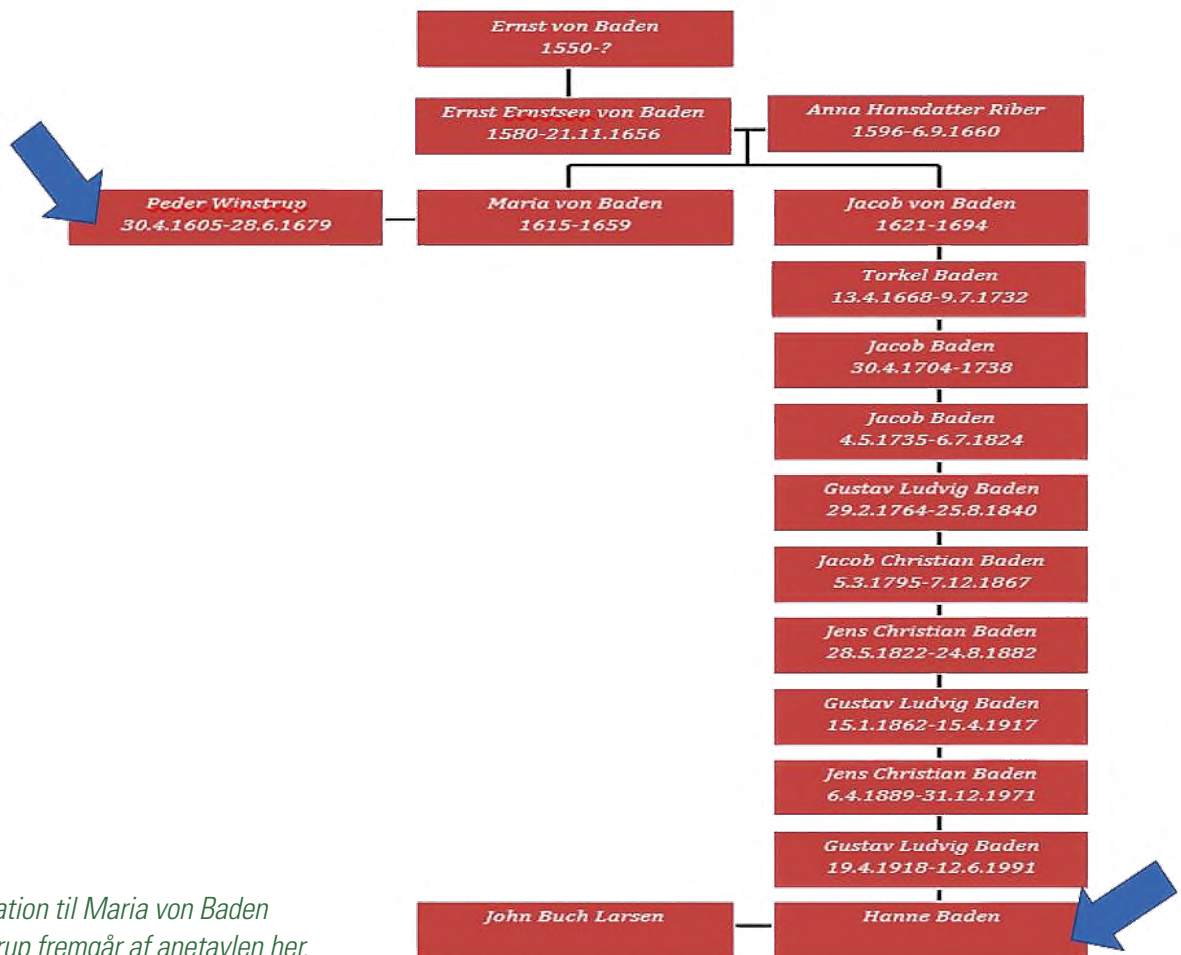 Ernst von Baden
1550-?
Ernst Ernstsen von Baden
1580-21.11.1656
Anna Hansdatter Riber
1596-6.9.1660
Peder Winstrup
30.4.1605-28.6.1679
Maria von Baden
1615-1659
Jacob von Baden
1621-1694
Torkel Baden
13.4.1668-9.7.1732
Jacob Baden
30.4.1704-1738
Jacob Baden
4.5.1735-6.7.1824
Gustav Ludvig Baden
29.2.1764-25.8.1840
Jacob Christian Baden
5.3.1795-7.12.1867
Jens Christian Baden
28.5.1822-24.8.1882
Gustav Ludvig Baden
15.1.1862-15.4.1917
Jens Christian Baden
6.4.1889-31.12.1971
Gustav Ludvig Baden
19.4.1918-12.6.1991
John Buch Larsen
Hanne Baden
ation til Maria von Baden
rup fremgår af anetavlen her.